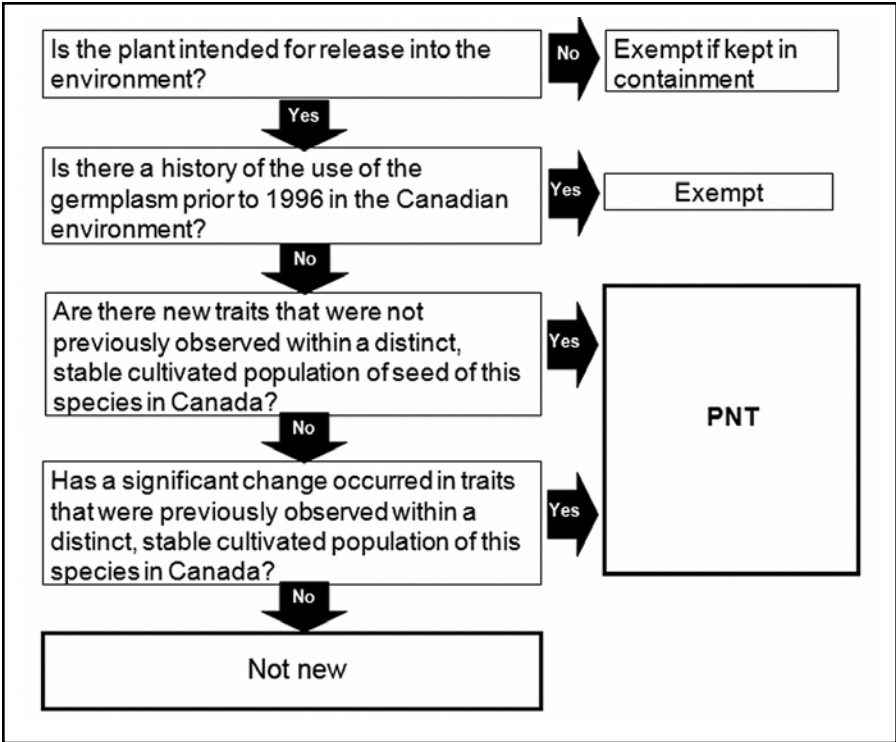 Is the plant intended for release into the
environment?
No
Exempt if kept in
containment
Yes
Is there a history of the use of the
germplasm prior to 1996 in the Canadian
environment?
Yes
Exempt
No
Are there new traits that were not
previously observed within a distinct,
stable cultivated population of seed of this
species in Canada?
Yes
PNT
No
Has a significant change occurred in traits
that were previously observed within a
distinct, stable cultivated population of this
species in Canada?
Yes
No
Not new